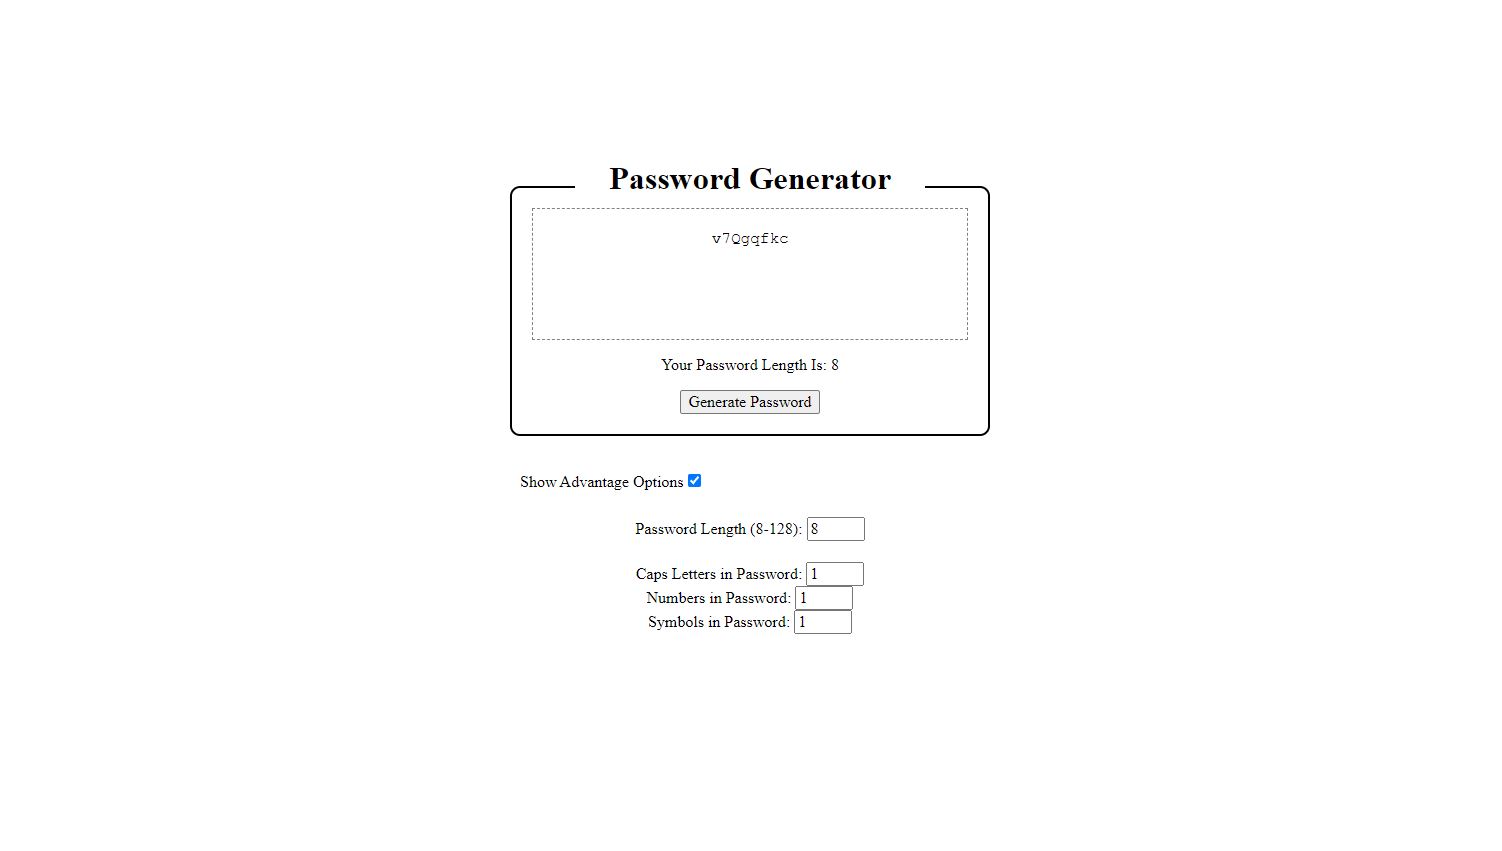 Password Generator
v7Qgqfkc
Your Password Length Is: 8
Generate Password
Show Advantage Options
Password Length (8-128): 8
Caps Letters in Password: 1
Numbers in Password: 1
Symbols in Password: 1